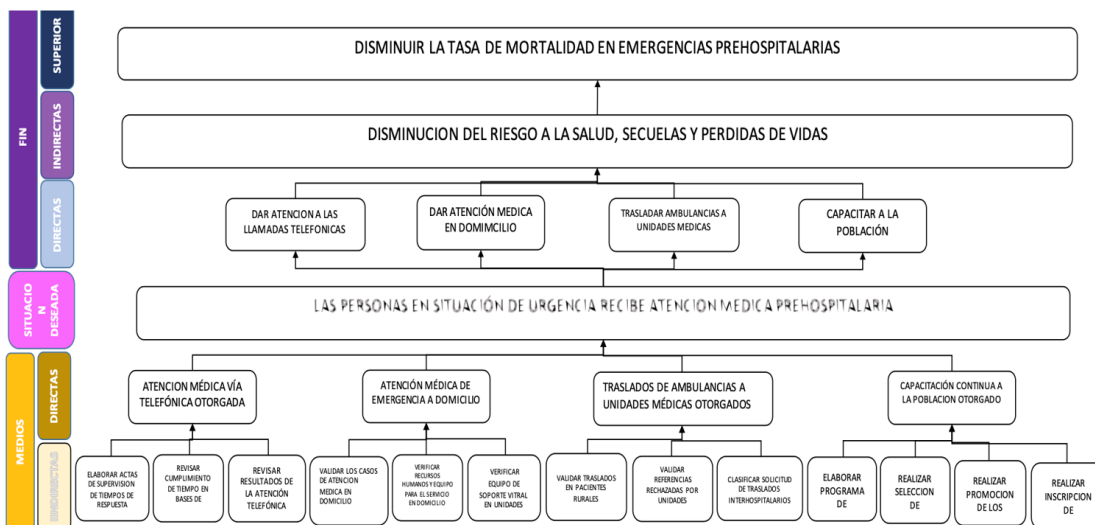 SUPERIOR
DISMINUIR LA TASA DE MORTALIDAD EN EMERGENCIAS PREHOSPITALARIAS
FIN
INDIRECTAS
DISMINUCION DEL RIESGO A LA SALUD, SECUELAS Y PERDIDAS DE VIDAS
DIRECTAS
DAR ATENCION A LAS
LLAMADAS TELEFONICAS
DAR ATENCIÓN MEDICA
EN DOMIMCILIO
TRASLADAR AMBULANCIAS A
UNIDADES MEDICAS
CAPACITAR A LA
POBLACIÓN
SITUACIO
N
DESEADA
LAS PERSONAS EN SITUACIÓN DE URGENCIA RECIBE ATENCION MEDICA PREHOSPITALARIA
MEDIOS
DIRECTAS
ATENCION MÉDICA VÍA
TELEFÓNICA OTORGADA
ATENCIÓN MÉDICA DE
EMERGENCIA A DOMICILIO
TRASLADOS DE AMBULANCIAS A
UNIDADES MÉDICAS OTORGADOS
CAPACITACIÓN CONTINUA A
LA POBLACION OTORGADO
INDIRECTAS
ELABORAR ACTAS
DE SUPERVISION
DE TIEMPOS DE
RESPUESTA
REVISAR
CUMPLIMIENTO
DE TIEMPO EN
BASES DE
REVISAR
RESULTADOS DE
LA ATENCIÓN
TELEFÓNICA
VALIDAR LOS CASOS
DE ATENCION
MEDICA EN
DOMICILIO
VERIFICAR
RECURSOS
HUMANOS Y EQUIPO
PARA EL SERVICIO
EN DOMICILIO
VERIFICAR
EQUIPO DE
SOPORTE VITRAL
EN UNIDADES
VALIDAR TRASLADOS
EN PACIENTES
RURALES
VALIDAR
REFERENCIAS
RECHAZADAS POR
UNIDADES
CLASIFICAR SOLICITUD
DE TRASLADOS
INTERHOSPITALARIOS
ELABORAR
PROGRAMA DE
DE
REALIZAR
SELECCION DE
DE
REALIZAR
PROMOCION
DE LOS
REALIZAR
INSCRIPCION
DE